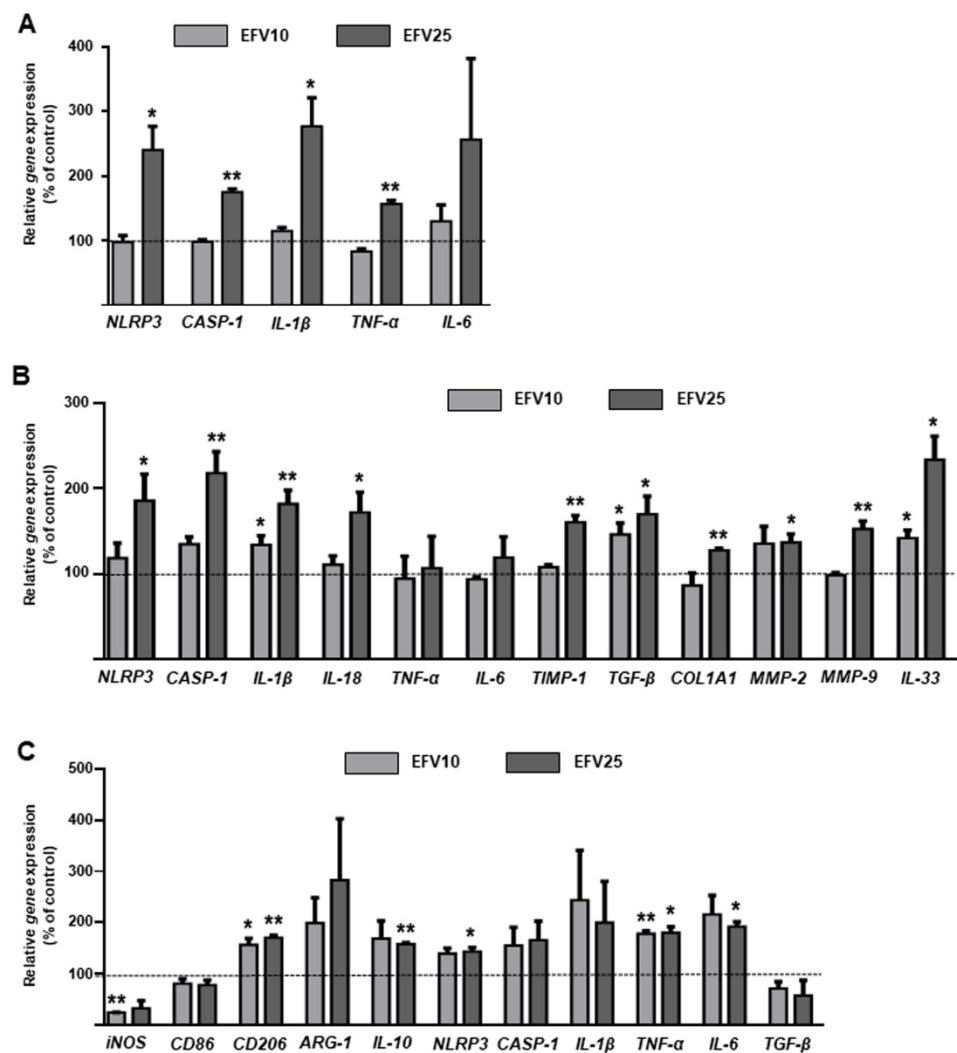 A
EFV10 EFV25
Relative gene expression
(% of control)
400
300
200
100
* ** * **
NLRP3 CASP-1 IL-1β TNF-α IL-6
B
EFV10 EFV25
Relative gene expression
(% of control)
300
200
100
* ** * ** * ** * * ** * ** * *
NLRP3 CASP-1 IL-1β IL-18 TNF-α IL-6 TIMP-1 TGF-β COL1A1 MMP-2 MMP-9 IL-33
C
EFV10 EFV25
Relative gene expression
(% of control)
500
400
300
200
100
** * ** ** * ** * *
iNOS CD86 CD206 ARG-1 IL-10 NLRP3 CASP-1 IL-1β TNF-α IL-6 TGF-β